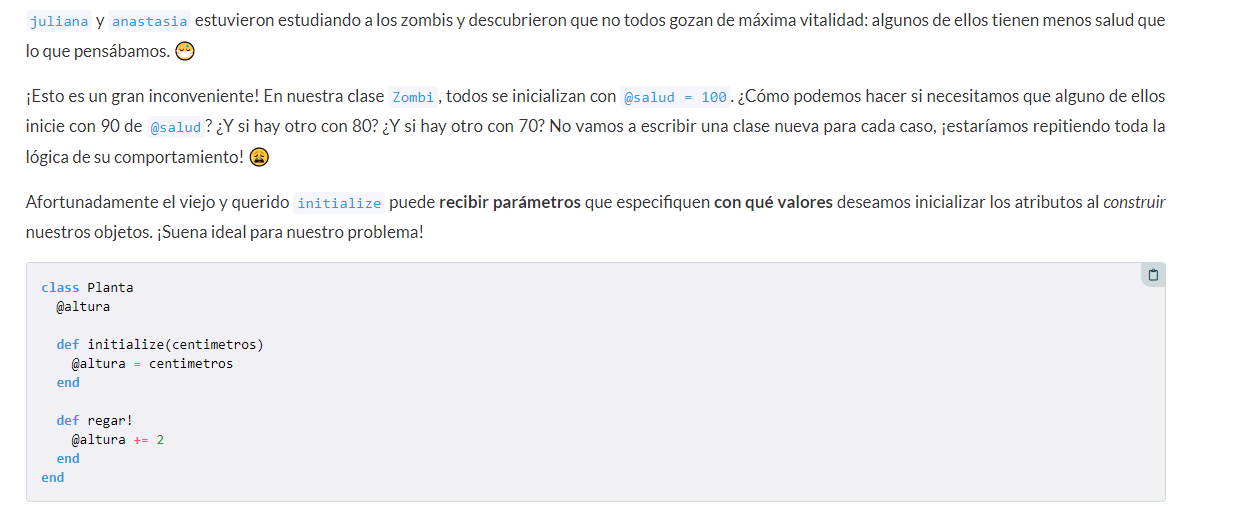 juliana y anastasia estuvieron estudiando a los zombis y descubrieron que no todos gozan de máxima vitalidad: algunos de ellos tienen menos salud que
lo que pensábamos. 😷
¡Esto es un gran inconveniente! En nuestra clase Zombi, todos se inicializan con @salud = 100. ¿Cómo podemos hacer si necesitamos que alguno de ellos
inicie con 90 de @salud? ¿Y si hay otro con 80? ¿Y si hay otro con 70? No vamos a escribir una clase nueva para cada caso, ¡estaríamos repitiendo toda la
lógica de su comportamiento! 😩
Afortunadamente el viejo y querido initialize puede recibir parámetros que especifiquen con qué valores deseamos inicializar los atributos al construir
nuestros objetos. ¡Suena ideal para nuestro problema!
class Planta
  @altura
  def initialize(centimetros)
    @altura = centimetros
  end
  def regar!
    @altura += 2
  end
end